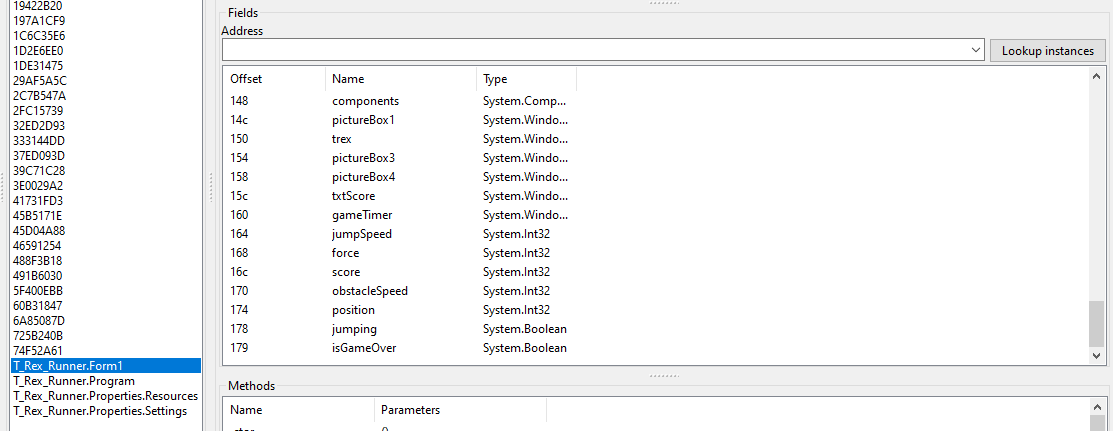 19422B20
197A1CF9
1C6C35E6
1D2E6EE0
1DE31475
29AF5A5C
2C7B547A
2FC15739
32ED2D93
333144DD
37ED093D
39C71C28
3E0029A2
41731FD3
45B5171E
45D04A88
46591254
488F3B18
491B6030
5F400EBB
60B31847
6A85087D
725B240B
74F52A61
T_Rex_Runner.Form1
T_Rex_Runner.Program
T_Rex_Runner.Properties.Resources
T_Rex_Runner.Properties.Settings
Fields
Address
Lookup instances
Offset Name Type
148 components System.Comp...
14c pictureBox1 System.Windo...
150 trex System.Windo...
154 pictureBox3 System.Windo...
158 pictureBox4 System.Windo...
15c txtScore System.Windo...
160 gameTimer System.Windo...
164 jumpSpeed System.Int32
168 force System.Int32
16c score System.Int32
170 obstacleSpeed System.Int32
174 position System.Int32
178 jumping System.Boolean
179 isGameOver System.Boolean
Methods
Name Parameters